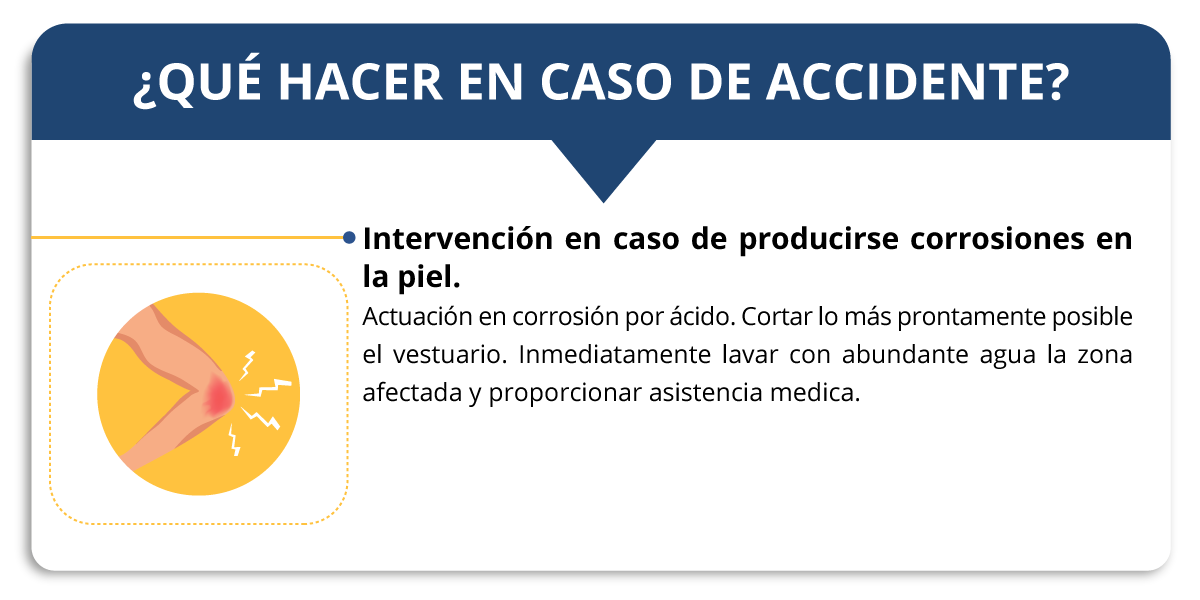 ¿QUÉ HACER EN CASO DE ACCIDENTE?
Intervención en caso de producirse corrosiones en
la piel.
Actuación en corrosión por ácido. Cortar lo más prontamente posible
el vestuario. Inmediatamente lavar con abundante agua la zona
afectada y proporcionar asistencia medica.